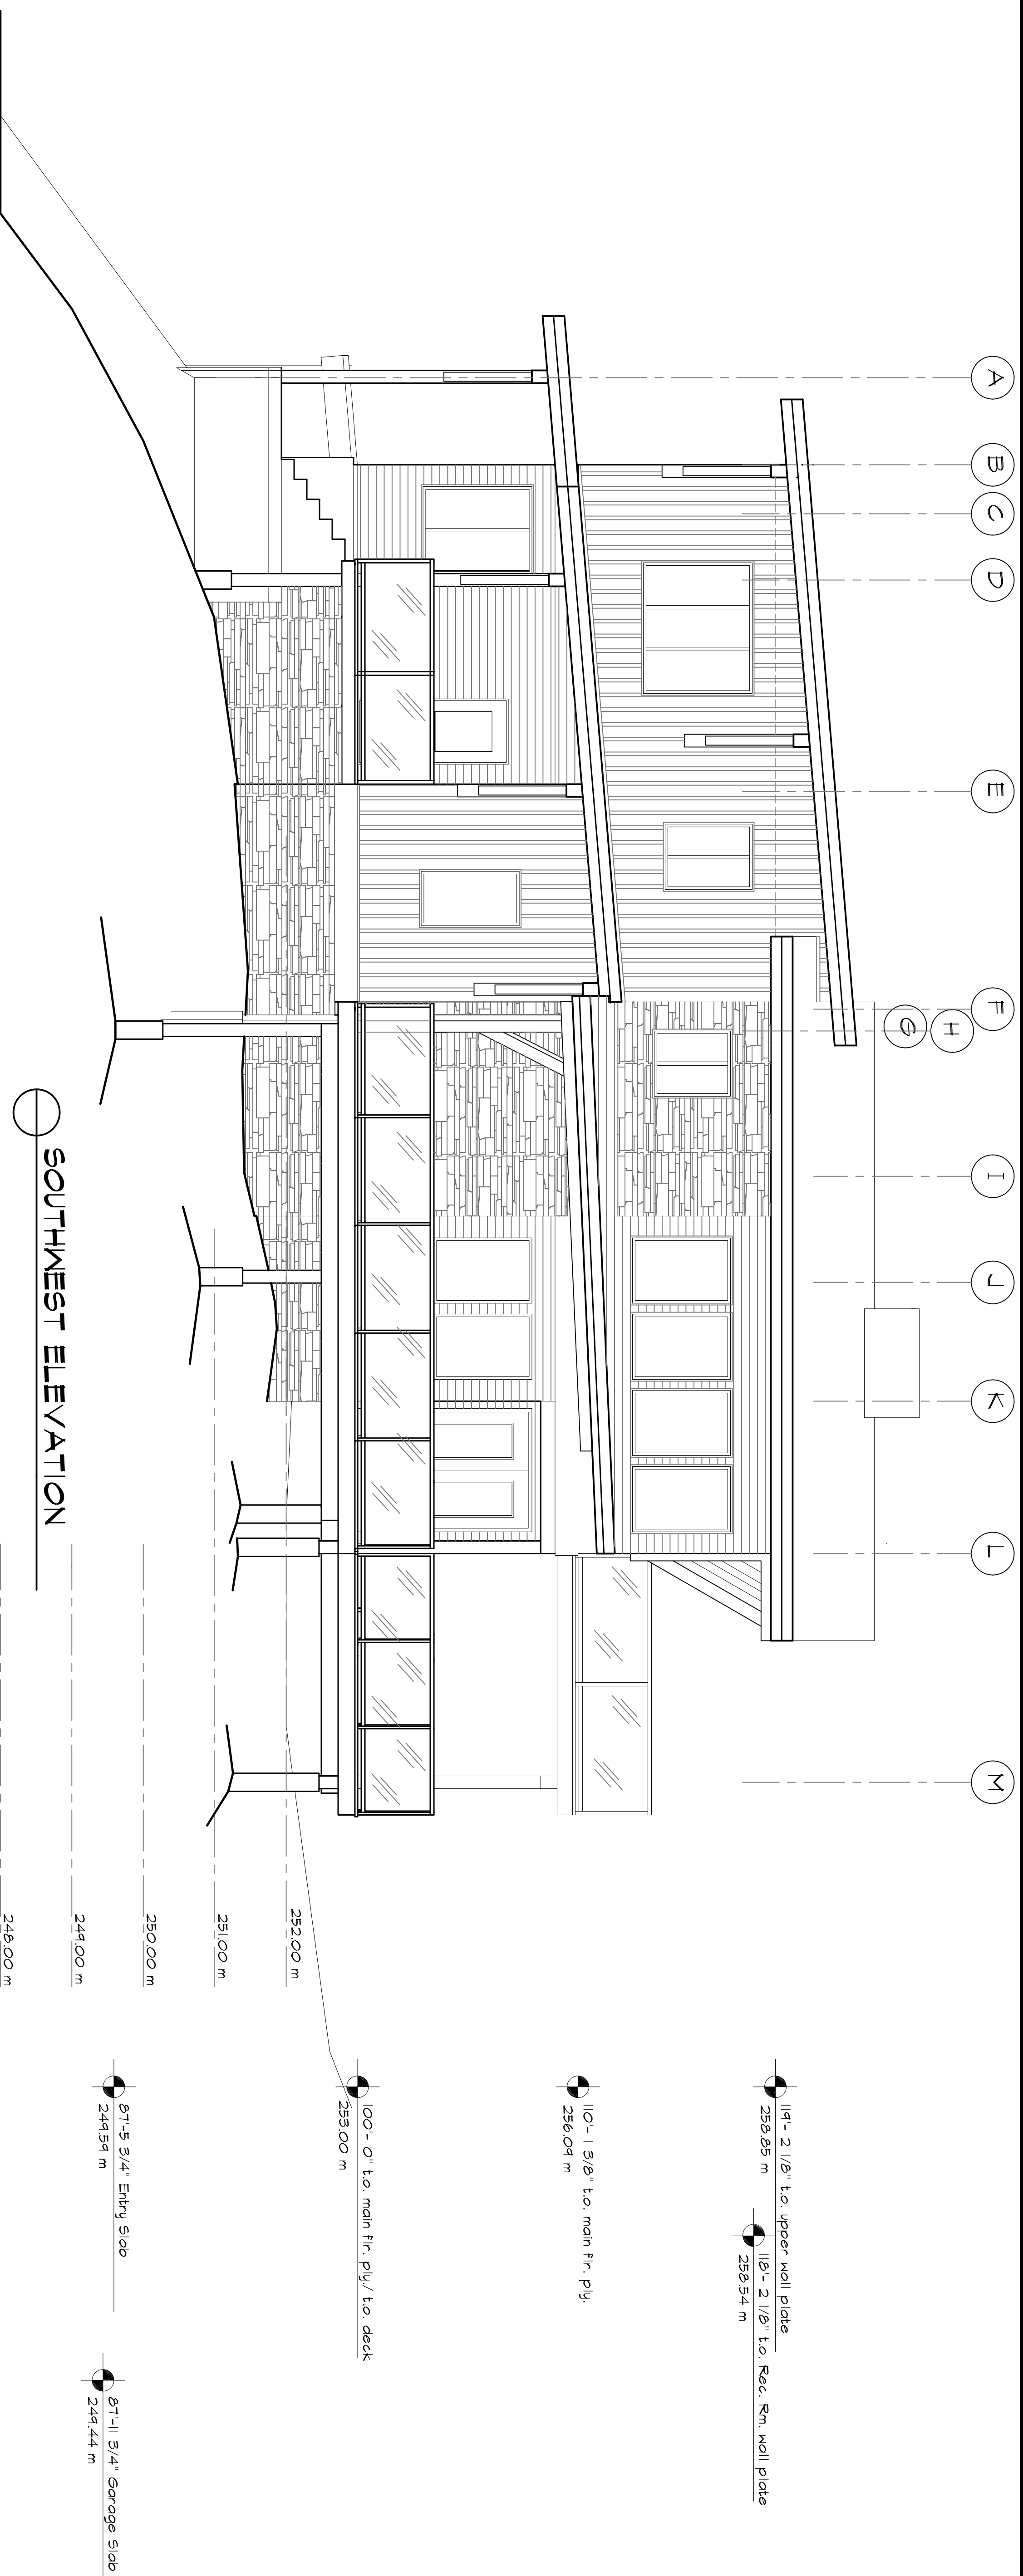 A
B
C
D
E
F
G
H
I
J
K
L
M
119'- 2 1/8" t.o. upper wall plate
258.85 m
118'- 2 1/8" t.o. Rec. Rm. wall plate
258.54 m
110'- 1 3/8" t.o. main flr. ply.
256.09 m
100'- 0" t.o. main flr. ply./ t.o. deck
253.00 m
252.00 m
251.00 m
250.00 m
249.00 m
248.00 m
87'-5 3/4" Entry Slab
249.59 m
87'-11 3/4" Garage Slab
249.44 m
SOUTHWEST ELEVATION